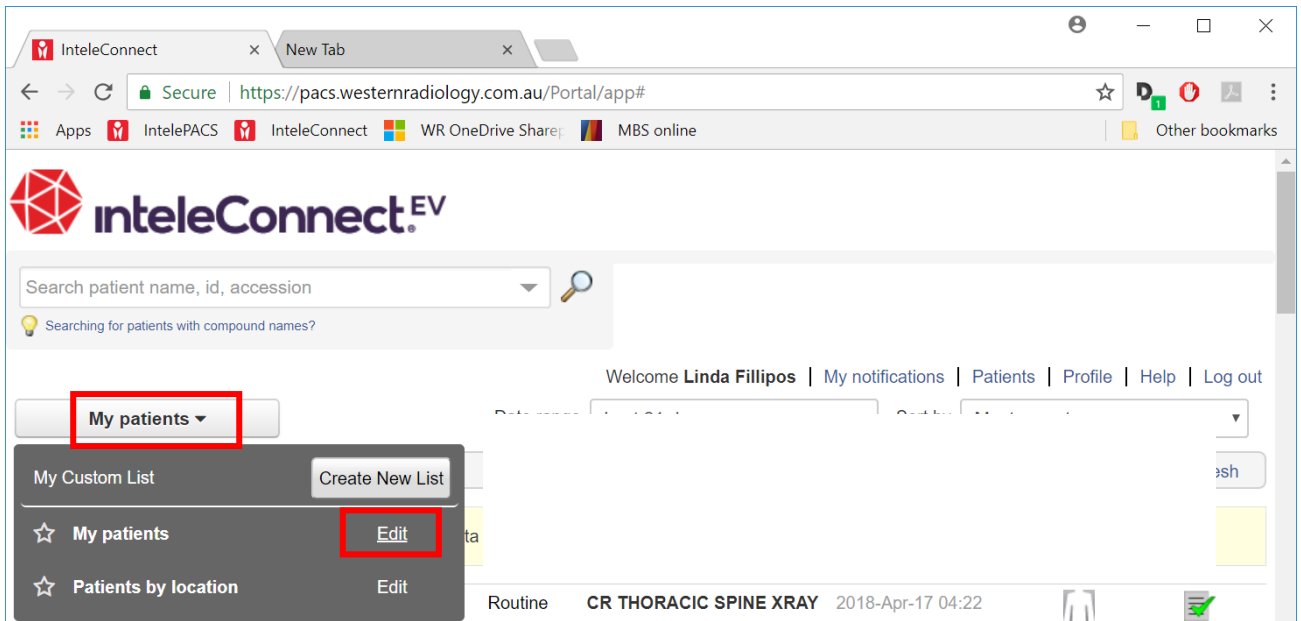 InteleConnect
New Tab
Secure
https://pacs.westernradiology.com.au/Portal/app#
1
Apps IntelePACS InteleConnect WR OneDrive Sharep MBS online Other bookmarks
InteleConnect.EV
Search patient name, id, accession
Searching for patients with compound names?
Welcome Linda Fillipos | My notifications | Patients | Profile | Help | Log out
My patients
My Custom List Create New List
esh
My patients Edit
ta
Patients by location Edit
Routine CR THORACIC SPINE XRAY 2018-Apr-17 04:22